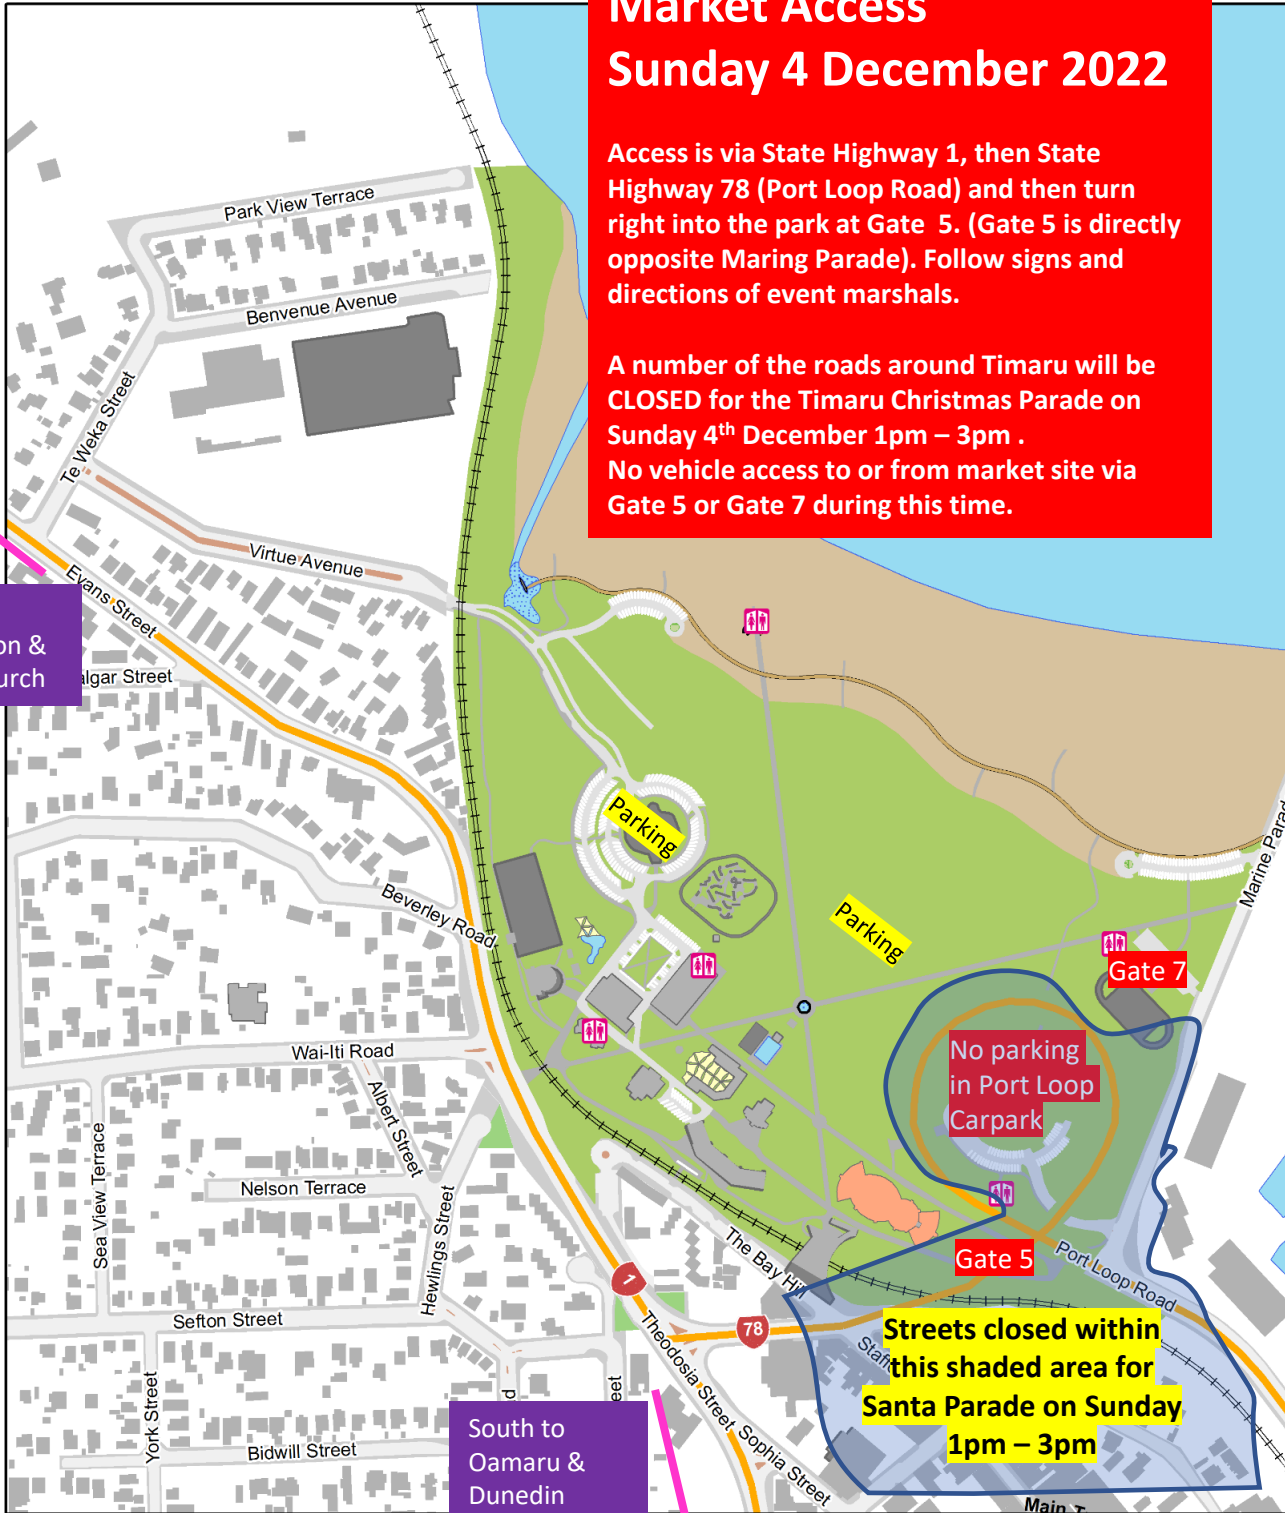 Market Access
Sunday 4 December 2022
Access is via State Highway 1, then State
Highway 78 (Port Loop Road) and then turn
right into the park at Gate 5. (Gate 5 is directly
opposite Maring Parade). Follow signs and
directions of event marshals.
A number of the roads around Timaru will be
CLOSED for the Timaru Christmas Parade on
Sunday 4th December 1pm – 3pm .
No vehicle access to or from market site via
Gate 5 or Gate 7 during this time.
Park View Terrace
Benvenue Avenue
Te Weka Street
Virtue Avenue
Evans Street
on &
urch
algar Street
Parking
Parking
Marine Parad
Beverley Road
Gate 7
No parking
in Port Loop
Carpark
Wai-Iti Road
Albert Street
Sea View Terrace
Nelson Terrace
Hewlings Street
The Bay Hill
Gate 5
Port Loop Road
1
78
Sefton Street
Theodosia Street
Staff
Streets closed within
this shaded area for
Santa Parade on Sunday
1pm – 3pm
York Street
d
eet
Bidwill Street
South to
Oamaru &
Dunedin
Sophia Street
Main T